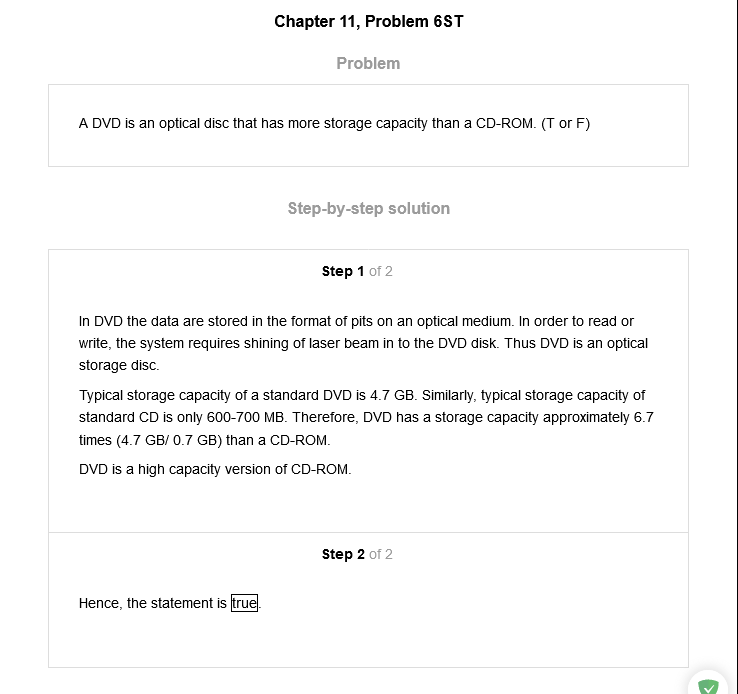 Chapter 11, Problem 6ST
Problem
A DVD is an optical disc that has more storage capacity than a CD-ROM. (T or F)
Step-by-step solution
Step 1 of 2
In DVD the data are stored in the format of pits on an optical medium. In order to read or
write, the system requires shining of laser beam in to the DVD disk. Thus DVD is an optical
storage disc.
Typical storage capacity of a standard DVD is 4.7 GB. Similarly, typical storage capacity of
standard CD is only 600-700 MB. Therefore, DVD has a storage capacity approximately 6.7
times (4.7 GB/ 0.7 GB) than a CD-ROM.
DVD is a high capacity version of CD-ROM.
Step 2 of 2
Hence, the statement is true.